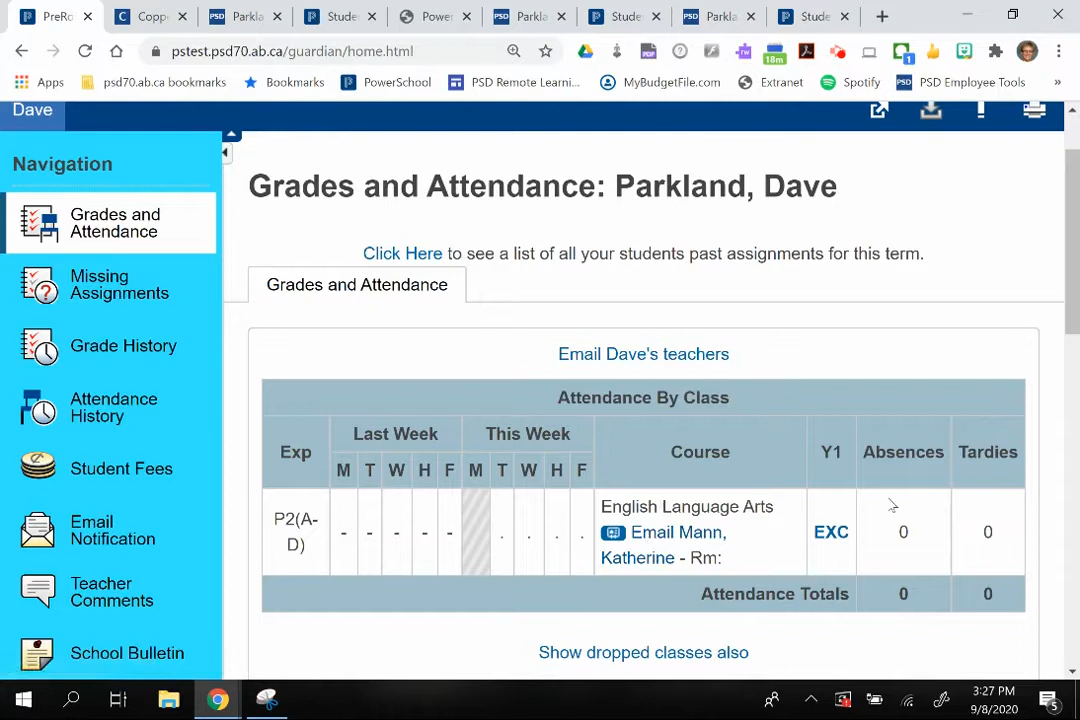 PreRo
Coppe
Parkla
Stude
Power
Parkla
Stude
Parkla
Stude
pstest.psd70.ab.ca/guardian/home.html
18m
1
Apps
psd70.ab.ca bookmarks
Bookmarks
PowerSchool
PSD Remote Learni...
MyBudgetFile.com
Extranet
Spotify
PSD Employee Tools
»
Dave
Navigation
Grades and
Attendance
Missing
Assignments
Grade History
Attendance
History
Student Fees
Email
Notification
Teacher
Comments
School Bulletin
Grades and Attendance: Parkland, Dave
Click Here to see a list of all your students past assignments for this term.
Grades and Attendance
Email Dave's teachers
Attendance By Class
Exp
Last Week
This Week
Course
Y1
Absences
Tardies
M T W H F M T W H F
P2(A-
D)
- - - - - . . . .
English Language Arts
Email Mann,
Katherine - Rm:
EXC
0
0
Attendance Totals
0
0
Show dropped classes also
3:27 PM
9/8/2020
5